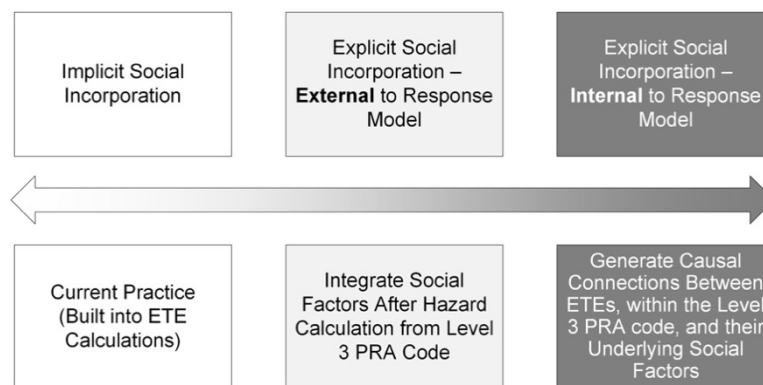 Implicit Social
Incorporation
Explicit Social
Incorporation –
External to Response
Model
Explicit Social
Incorporation –
Internal to Response
Model
Current Practice
(Built into ETE
Calculations)
Integrate Social
Factors After Hazard
Calculation from Level
3 PRA Code
Generate Causal
Connections Between
ETEs, within the Level
3 PRA code, and their
Underlying Social
Factors